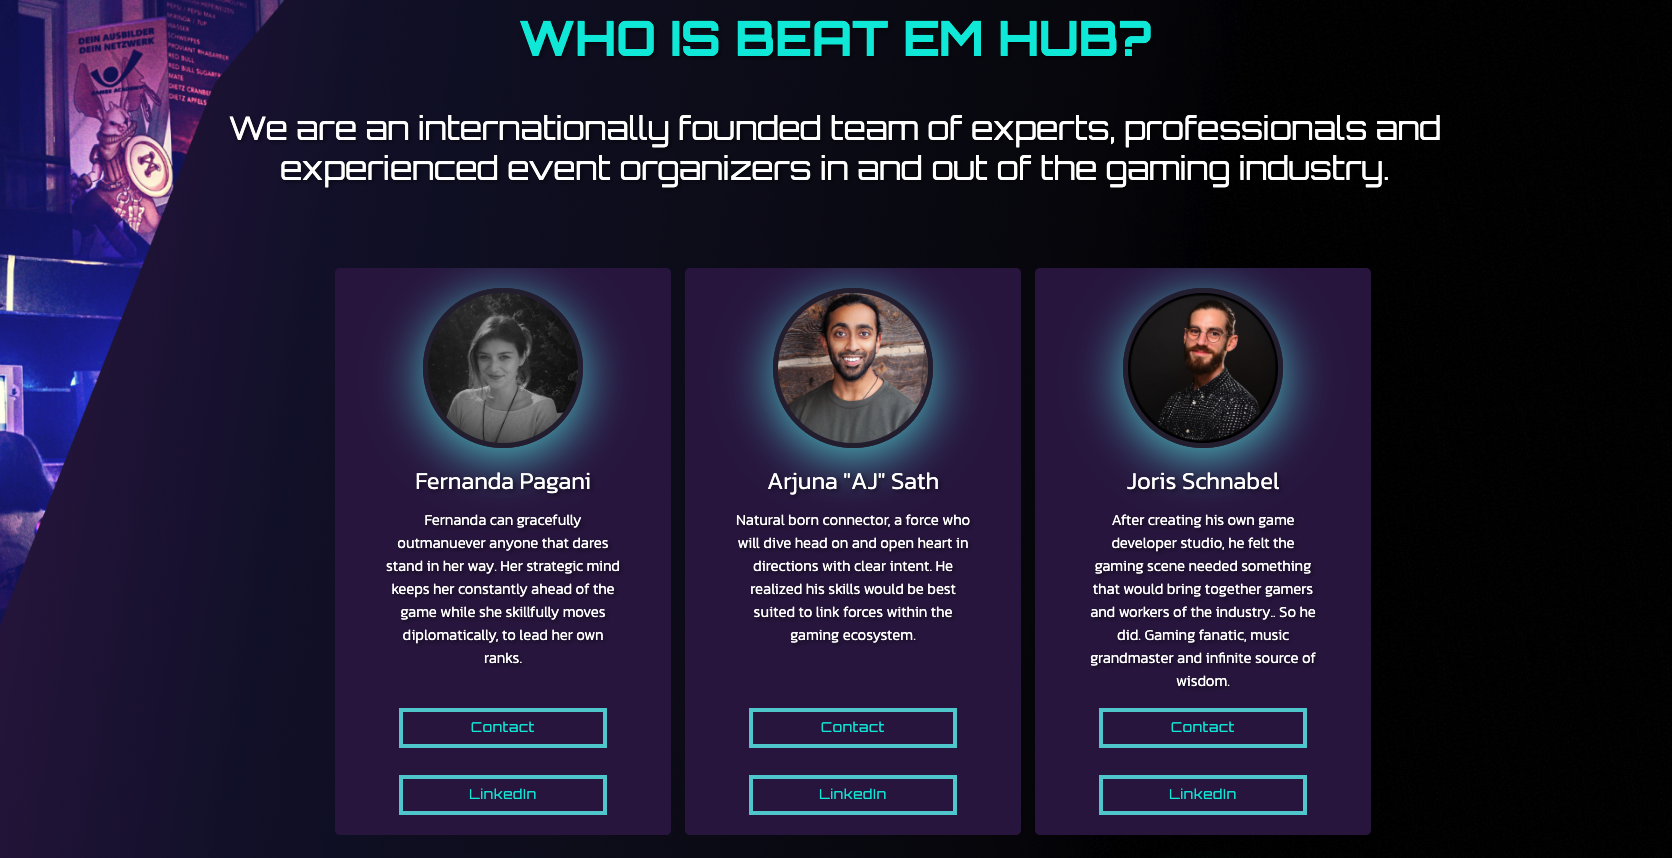 DEIN AUSBILDER
DEIN NETZWERK
WHO IS BEAT EM HUB?
We are an internationally founded team of experts, professionals and
experienced event organizers in and out of the gaming industry.
Fernanda Pagani
Fernanda can gracefully
outmanuever anyone that dares
stand in her way. Her strategic mind
keeps her constantly ahead of the
game while she skillfully moves
diplomatically, to lead her own
ranks.
Contact
LinkedIn
Arjuna "AJ" Sath
Natural born connector, a force who
will dive head on and open heart in
directions with clear intent. He
realized his skills would be best
suited to link forces within the
gaming ecosystem.
Contact
LinkedIn
Joris Schnabel
After creating his own game
developer studio, he felt the
gaming scene needed something
that would bring together gamers
and workers of the industry.. So he
did. Gaming fanatic, music
grandmaster and infinite source of
wisdom.
Contact
LinkedIn